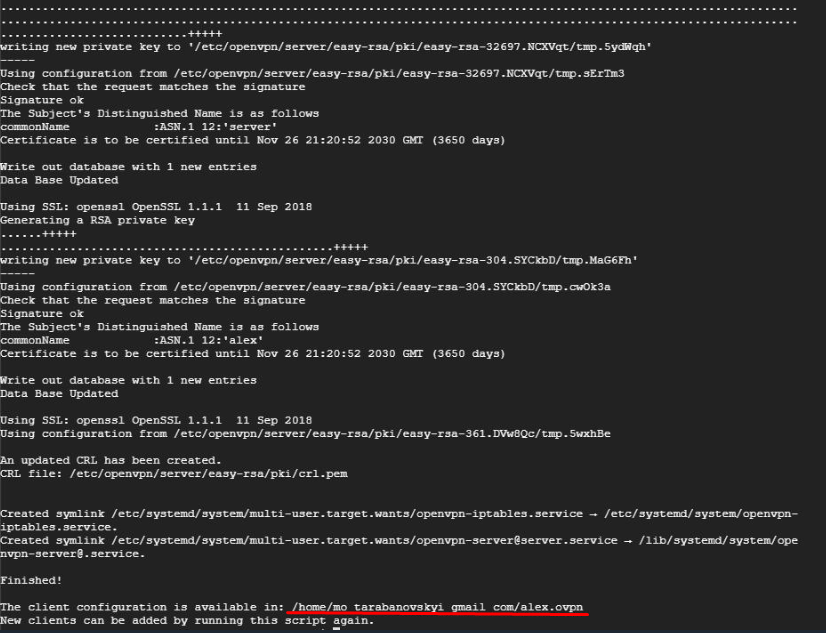 ........................................................................................................................
........................................................................................................................
...........................+++++
writing new private key to '/etc/openvpn/server/easy-rsa/pki/easy-rsa-32697.NCXVqt/tmp.5ydWqh'
-----
Using configuration from /etc/openvpn/server/easy-rsa/pki/easy-rsa-32697.NCXVqt/tmp.sErTm3
Check that the request matches the signature
Signature ok
The Subject's Distinguished Name is as follows
commonName            :ASN.1 12:'server'
Certificate is to be certified until Nov 26 21:20:52 2030 GMT (3650 days)
Write out database with 1 new entries
Data Base Updated
Using SSL: openssl OpenSSL 1.1.1  11 Sep 2018
Generating a RSA private key
......+++++
................................................+++++
writing new private key to '/etc/openvpn/server/easy-rsa/pki/easy-rsa-304.SYCkbD/tmp.MaG6Fh'
-----
Using configuration from /etc/openvpn/server/easy-rsa/pki/easy-rsa-304.SYCkbD/tmp.cwOk3a
Check that the request matches the signature
Signature ok
The Subject's Distinguished Name is as follows
commonName            :ASN.1 12:'alex'
Certificate is to be certified until Nov 26 21:20:52 2030 GMT (3650 days)
Write out database with 1 new entries
Data Base Updated
Using SSL: openssl OpenSSL 1.1.1  11 Sep 2018
Using configuration from /etc/openvpn/server/easy-rsa/pki/easy-rsa-361.DVw8Qc/tmp.5wxhBe
An updated CRL has been created.
CRL file: /etc/openvpn/server/easy-rsa/pki/crl.pem
Created symlink /etc/systemd/system/multi-user.target.wants/openvpn-iptables.service → /etc/systemd/system/openvpn-
iptables.service.
Created symlink /etc/systemd/system/multi-user.target.wants/openvpn-server@server.service → /lib/systemd/system/ope
nvpn-server@.service.
Finished!
The client configuration is available in: /home/mo tarabanovskyi gmail com/alex.ovpn
New clients can be added by running this script again.